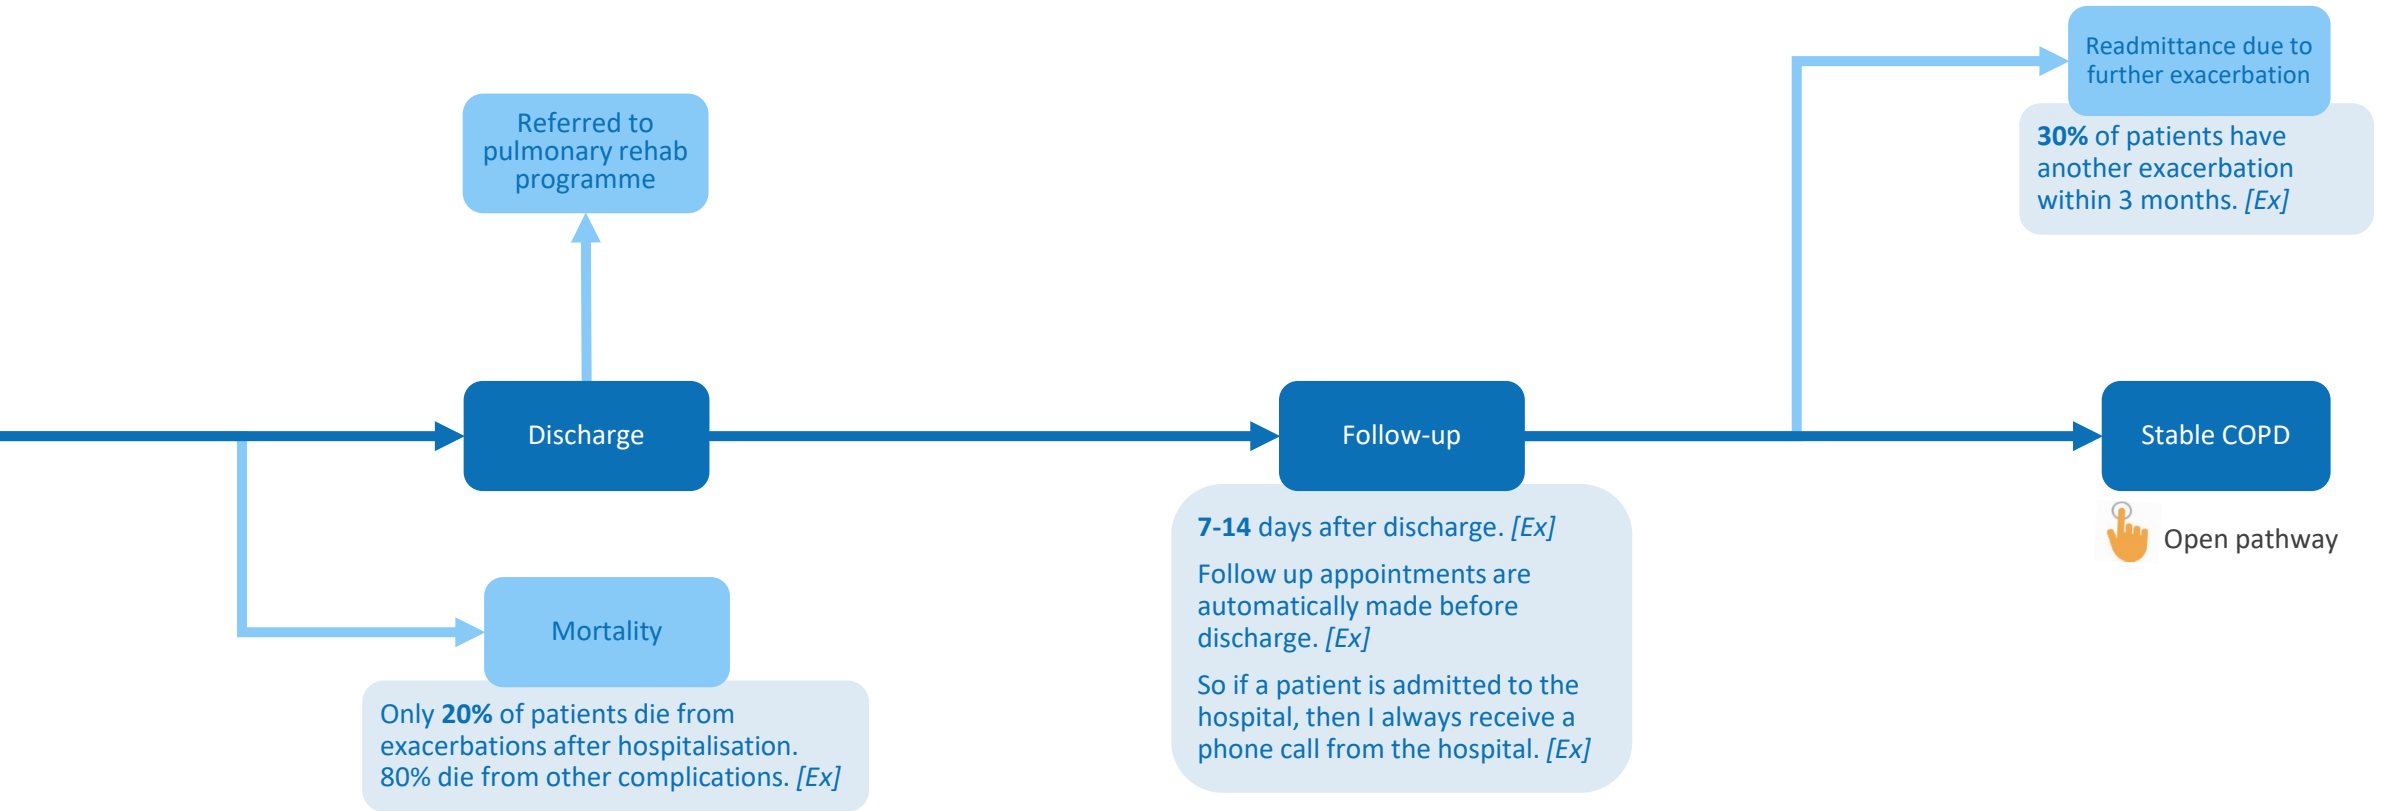 Readmittance due to
further exacerbation
30% of patients have
another exacerbation
within 3 months. [Ex]
Referred to
pulmonary rehab
programme
Discharge
Follow-up
Stable COPD
Open pathway
7-14 days after discharge. [Ex]
Follow up appointments are
automatically made before
discharge. [Ex]
So if a patient is admitted to the
hospital, then I always receive a
phone call from the hospital. [Ex]
Mortality
Only 20% of patients die from
exacerbations after hospitalisation.
80% die from other complications. [Ex]